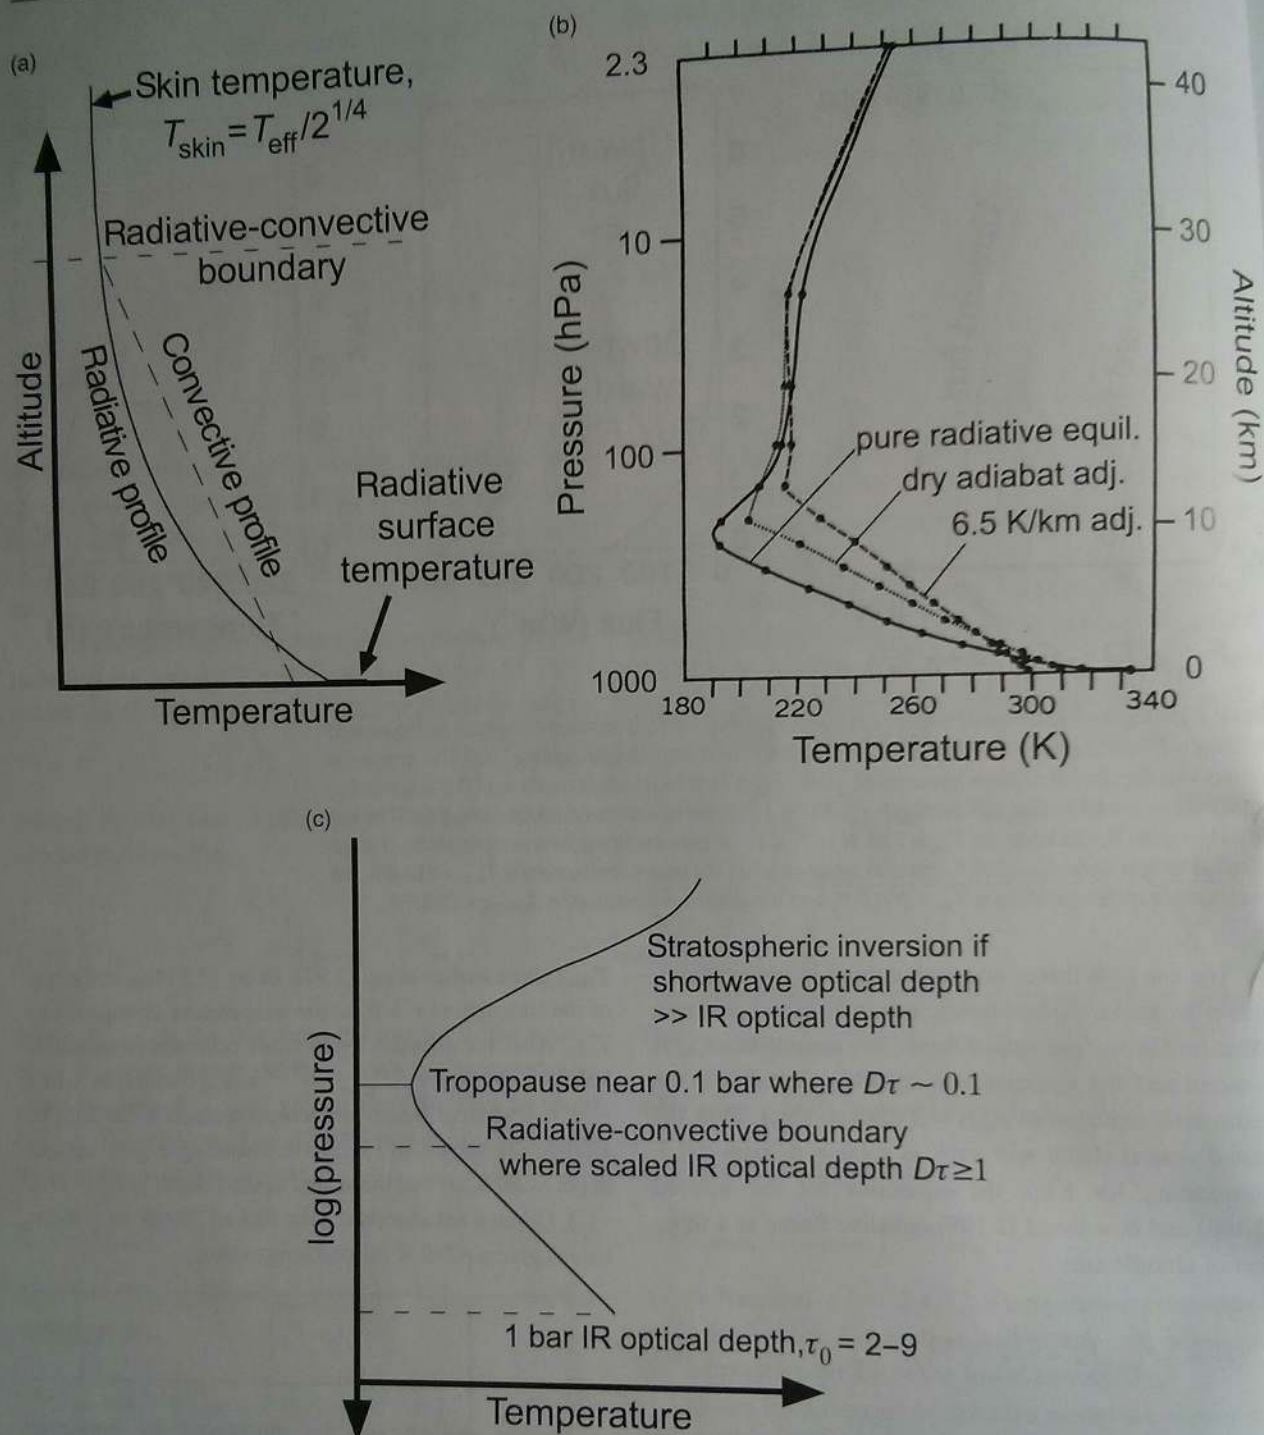 (a)
Skin temperature,
T_skin = T_eff/2^1/4
Radiative-convective
boundary
Convective profile
Radiative profile
Altitude
Radiative
surface
temperature
Temperature
(b)
2.3
10
100
1000
Pressure (hPa)
40
30
20
10
0
Altitude (km)
pure radiative equil.
dry adiabat adj.
6.5 K/km adj.
180 220 260 300 340
Temperature (K)
(c)
log(pressure)
Stratospheric inversion if
shortwave optical depth
>> IR optical depth
Tropopause near 0.1 bar where Dτ ~ 0.1
Radiative-convective boundary
where scaled IR optical depth Dτ≥1
1 bar IR optical depth,τ₀ = 2–9
Temperature